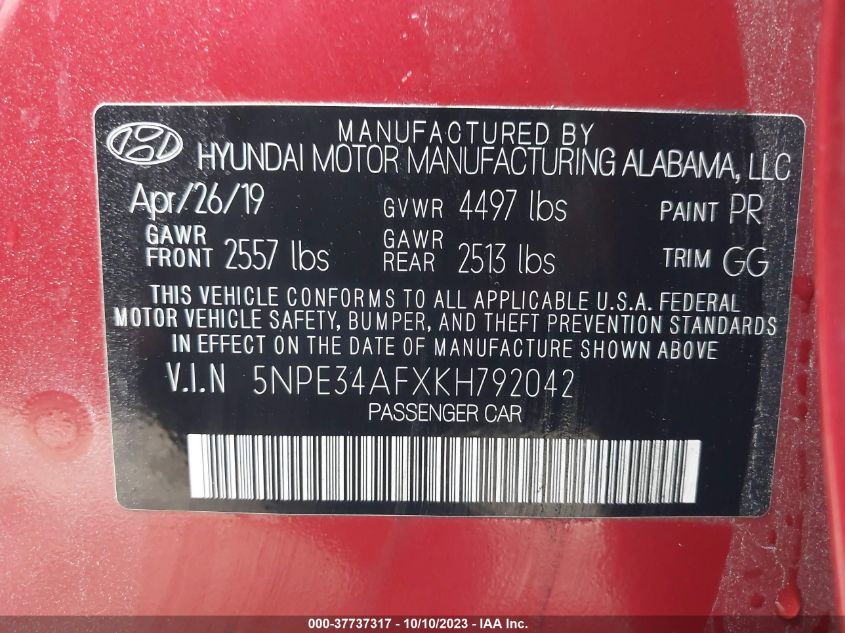 MANUFACTURED BY
HYUNDAI MOTOR MANUFACTURING ALABAMA, LLC
Apr/26/19 GVWR 4497 lbs PAINT PR
GAWR FRONT 2557 lbs GAWR REAR 2513 lbs TRIM GG
THIS VEHICLE CONFORMS TO ALL APPLICABLE U.S.A. FEDERAL
MOTOR VEHICLE SAFETY, BUMPER, AND THEFT PREVENTION STANDARDS
IN EFFECT ON THE DATE OF MANUFACTURE SHOWN ABOVE
V.I.N 5NPE34AFXKH792042
PASSENGER CAR
000-37737317 - 10/10/2023 - IAA Inc.